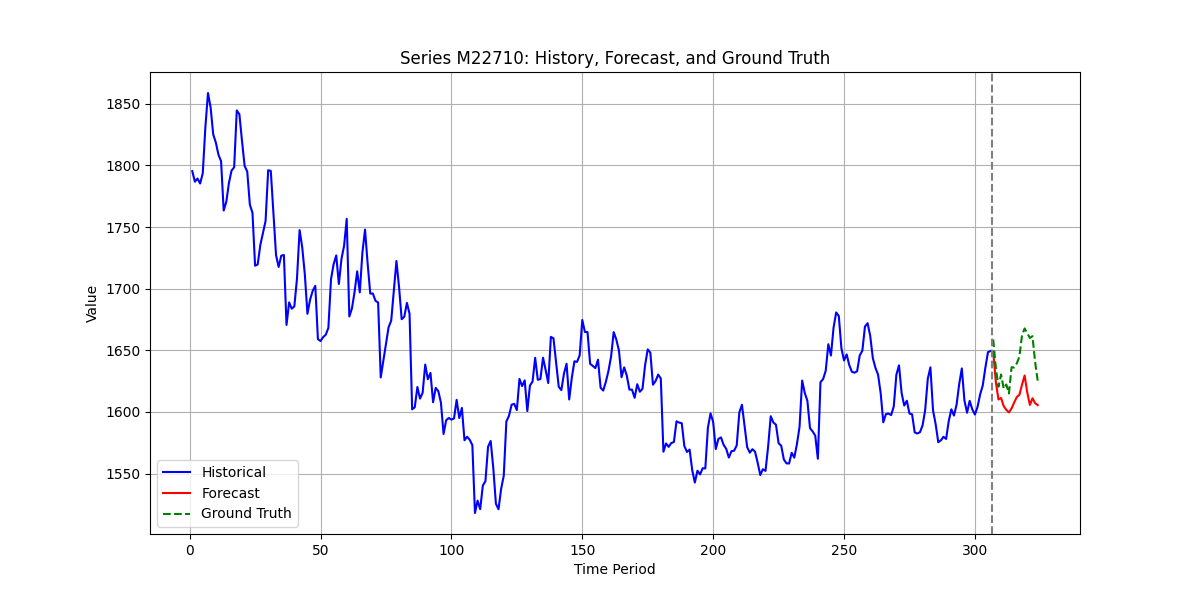 Series M22710: History, Forecast, and Ground Truth
Value
1850
1800
1750
1700
1650
1600
1550
Historical
Forecast
Ground Truth
0 50 100 150 200 250 300
Time Period